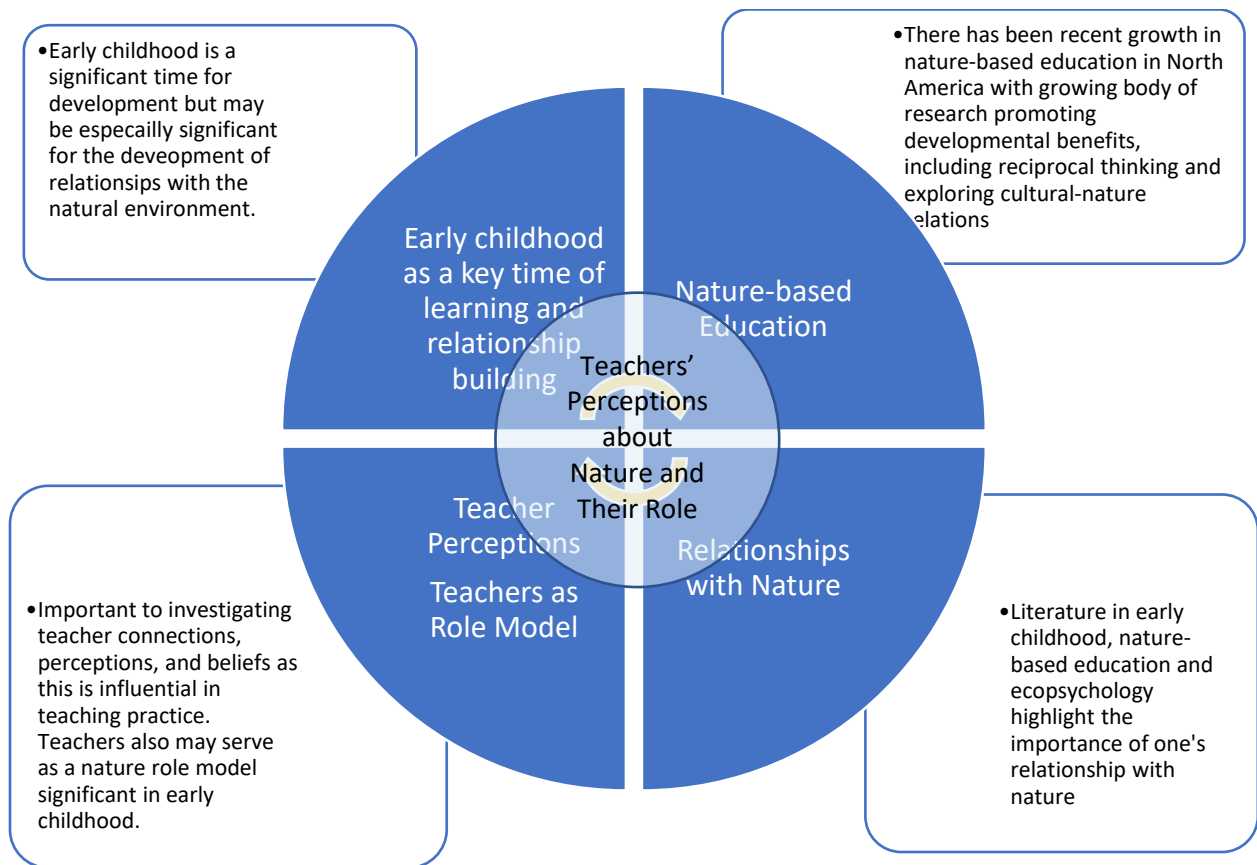 •Early childhood is a
significant time for
development but may
be especailly significant
for the deveopment of
relationsips with the
natural environment.
•There has been recent growth in
nature-based education in North
America with growing body of
research promoting
developmental benefits,
including reciprocal thinking and
exploring cultural-nature
relations
Early childhood
as a key time of
learning and
relationship
building
Nature-based
Education
Teachers’
Perceptions
about
Nature and
Their Role
Teacher
Perceptions
Teachers as
Role Model
Relationships
with Nature
•Important to investigating
teacher connections,
perceptions, and beliefs as
this is influential in
teaching practice.
Teachers also may serve
as a nature role model
significant in early
childhood.
•Literature in early
childhood, nature-
based education and
ecopsychology
highlight the
importance of one's
relationship with
nature